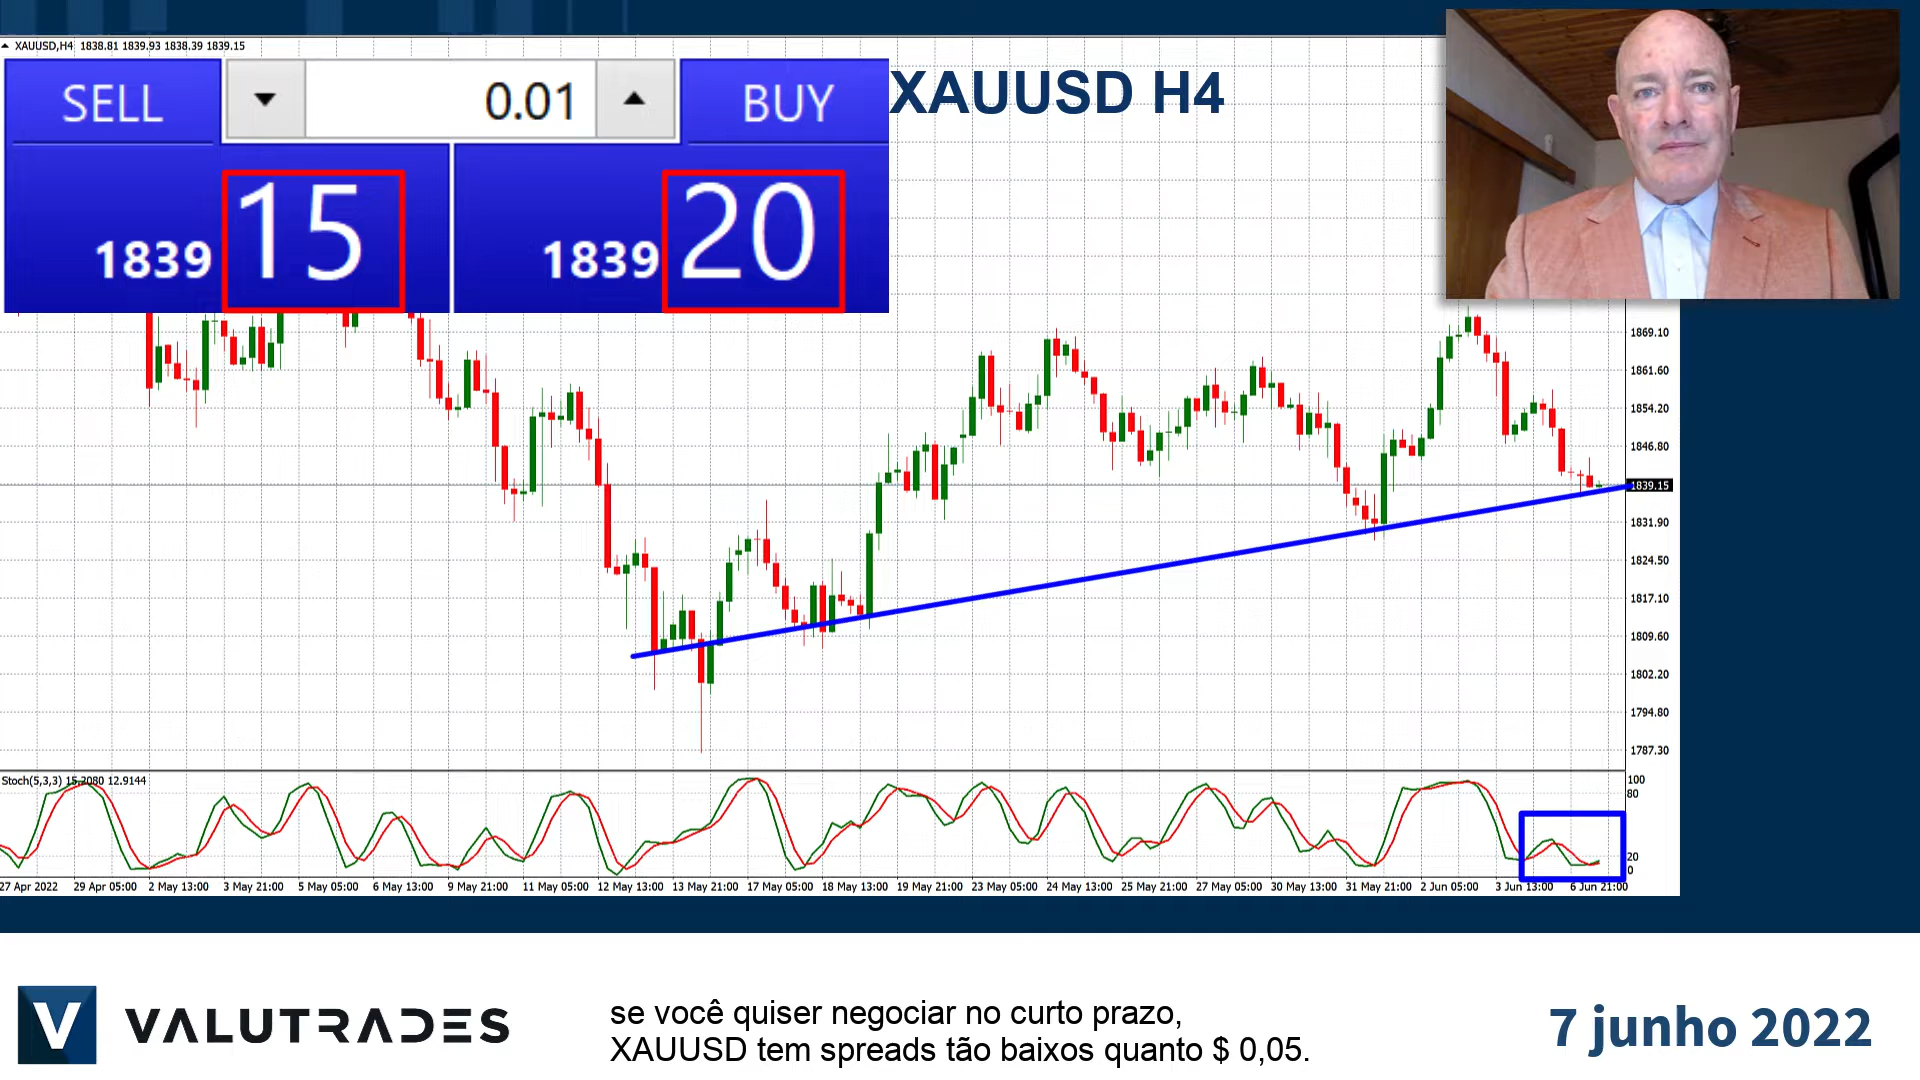 XAUUSD,H4 1838.81 1839.93 1838.39 1839.15
SELL 0.01 BUY
1839 15 1839 20
XAUUSD H4
1869.10
1861.60
1854.20
1846.80
1839.15
1831.90
1824.50
1817.10
1809.60
1802.20
1794.80
1787.30
Stoch(5,3,3) 15.2080 12.9144
100
80
20
0
27 Apr 2022 29 Apr 05:00 2 May 13:00 3 May 21:00 5 May 05:00 6 May 13:00 9 May 21:00 11 May 05:00 12 May 13:00 13 May 21:00 17 May 05:00 18 May 13:00 19 May 21:00 23 May 05:00 24 May 13:00 25 May 21:00 27 May 05:00 30 May 13:00 31 May 21:00 2 Jun 05:00 3 Jun 13:00 6 Jun 21:00
V VALUTRADES
se você quiser negociar no curto prazo,
XAUUSD tem spreads tão baixos quanto $ 0,05.
7 junho 2022